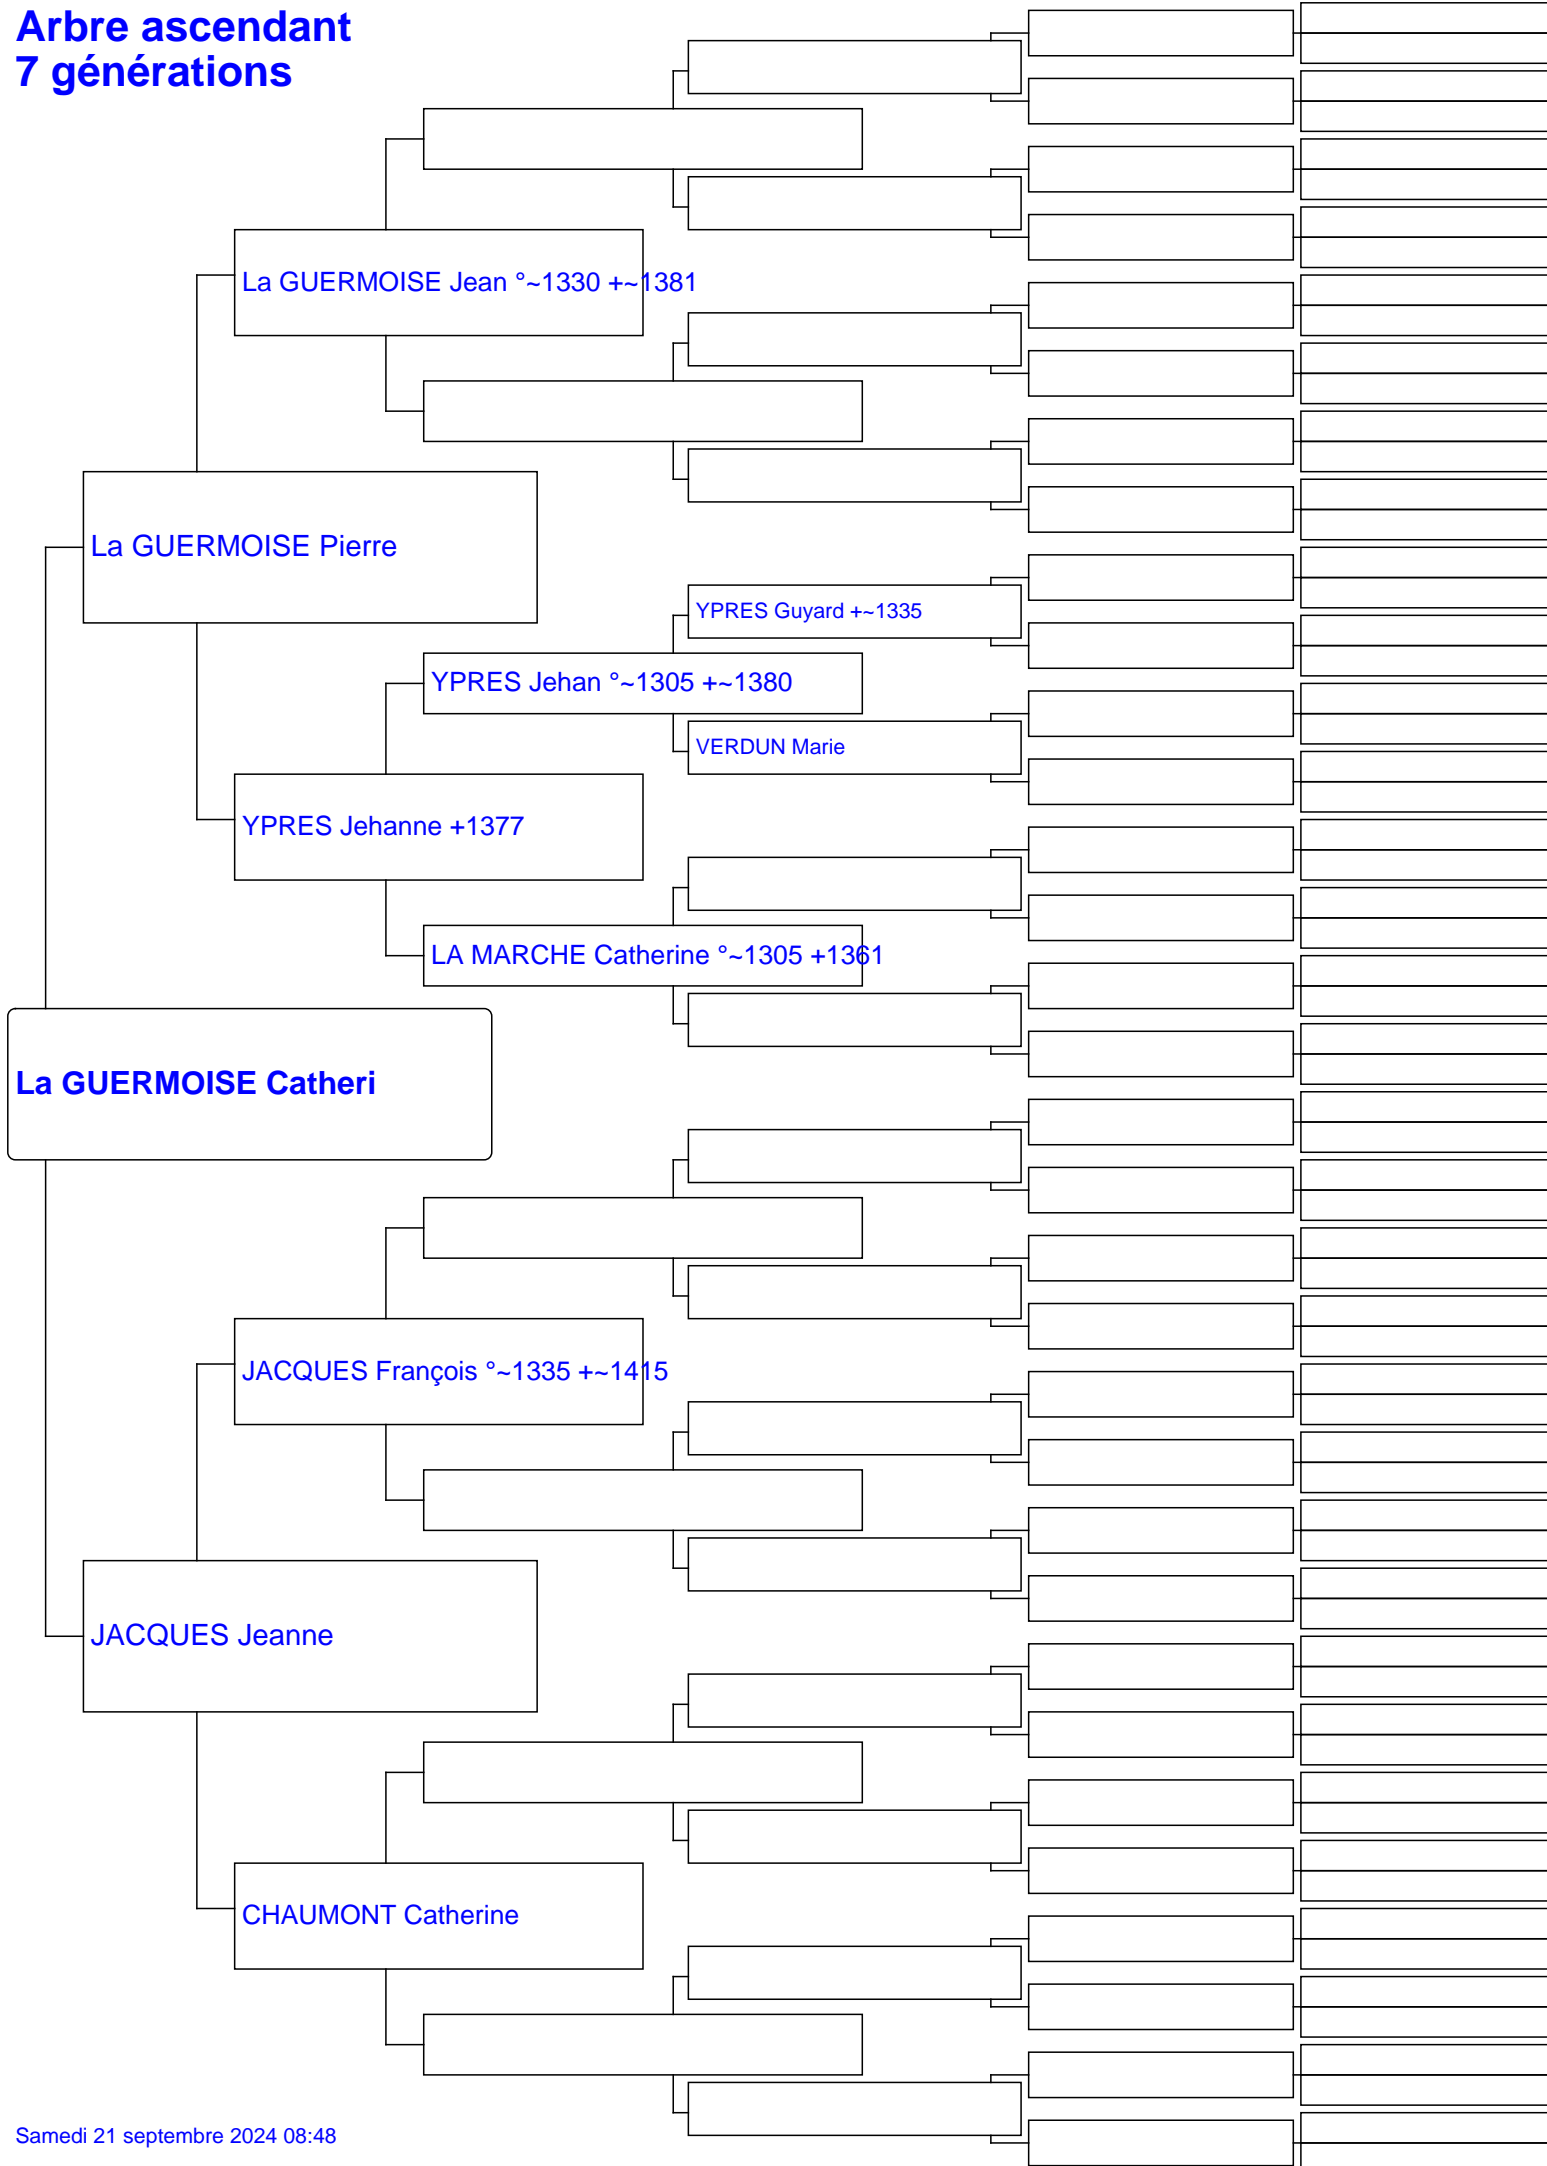 Arbre ascendant
7 générations
La GUERMOISE Jean °~1330 +~1381
La GUERMOISE Pierre
YPRES Guyard +~1335
YPRES Jehan °~1305 +~1380
VERDUN Marie
YPRES Jehanne +1377
LA MARCHE Catherine °~1305 +1361
La GUERMOISE Catheri
JACQUES François °~1335 +~1415
JACQUES Jeanne
CHAUMONT Catherine
Samedi 21 septembre 2024 08:48